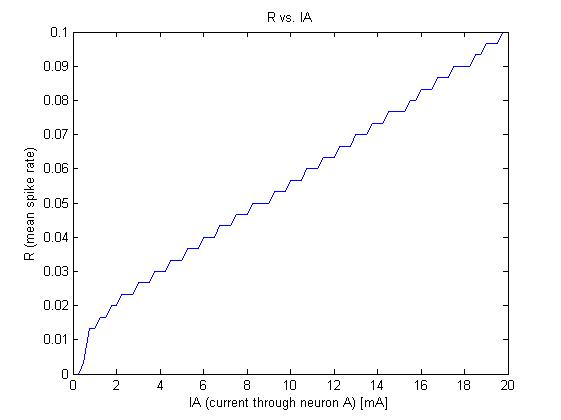 R vs. IA
0.1
0.09
0.08
0.07
0.06
0.05
0.04
0.03
0.02
0.01
0
R (mean spike rate)
0 2 4 6 8 10 12 14 16 18 20
IA (current through neuron A) [mA]